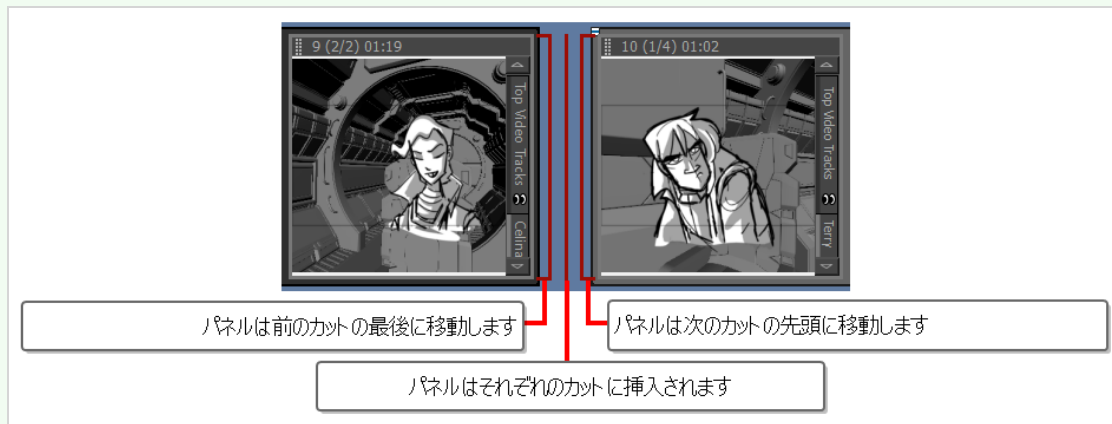 9 (2/2) 01:19
Top Video Tracks
Celina
10 (1/4) 01:02
Top Video Tracks
Terry
パネルは前のカットの最後に移動します
パネルは次のカットの先頭に移動します
パネルはそれぞれのカットに挿入されます